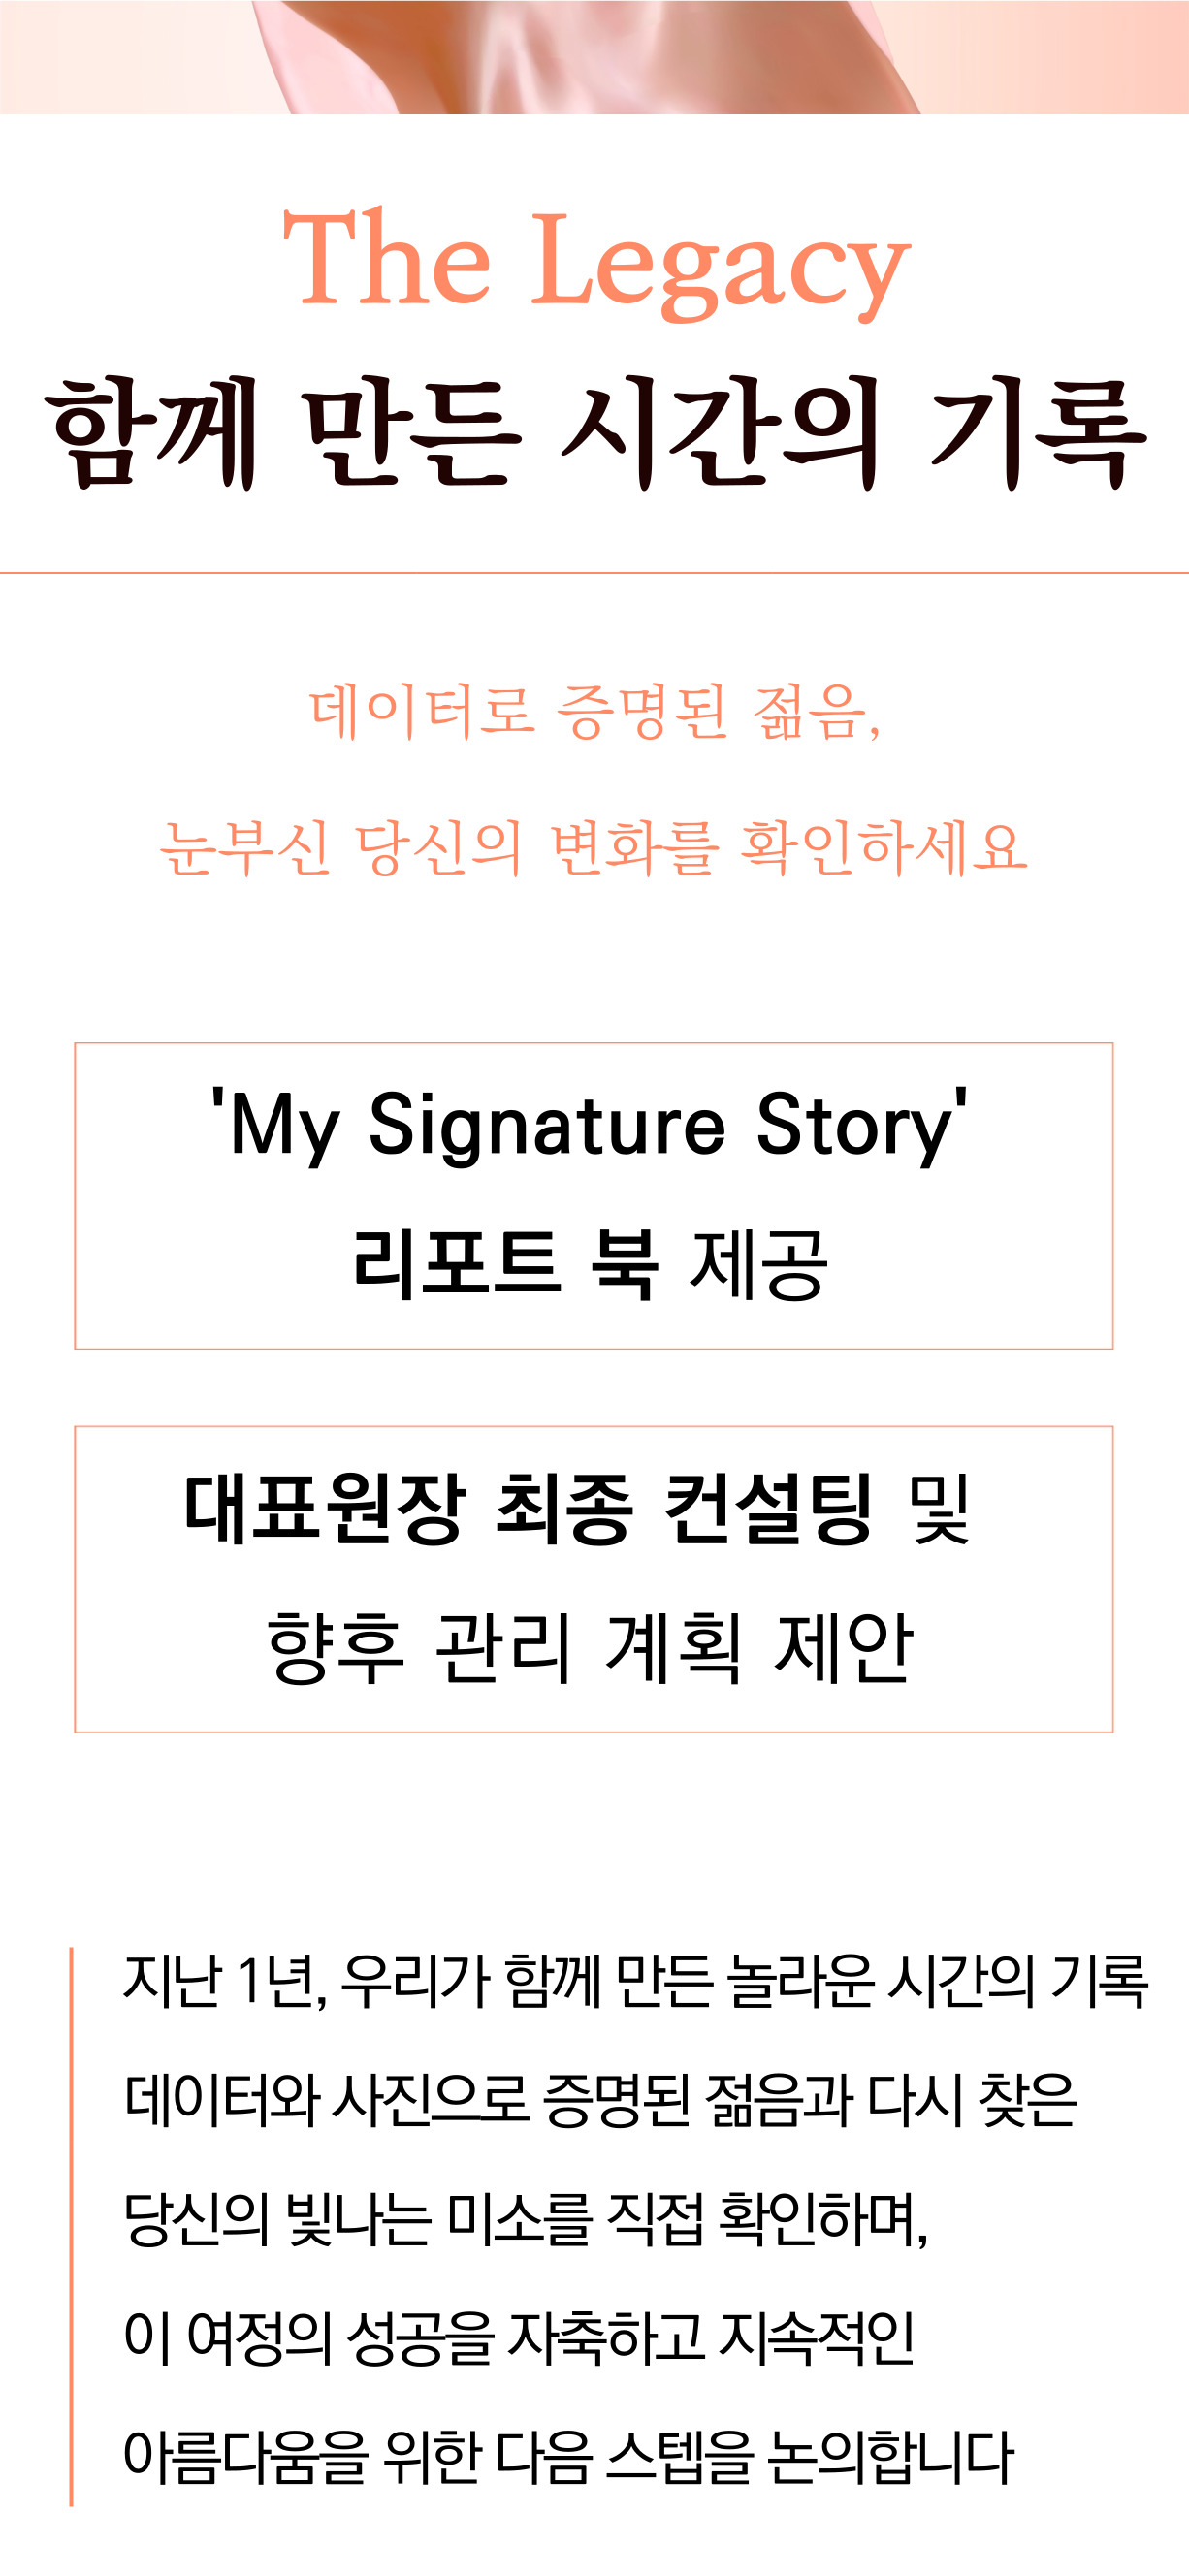 The Legacy
함께 만든 시간의 기록
데이터로 증명된 젊음,
눈부신 당신의 변화를 확인하세요
'My Signature Story'
리포트 북 제공
대표원장 최종 컨설팅 및
향후 관리 계획 제안
지난 1년, 우리가 함께 만든 놀라운 시간의 기록
데이터와 사진으로 증명된 젊음과 다시 찾은
당신의 빛나는 미소를 직접 확인하며,
이 여정의 성공을 자축하고 지속적인
아름다움을 위한 다음 스텝을 논의합니다